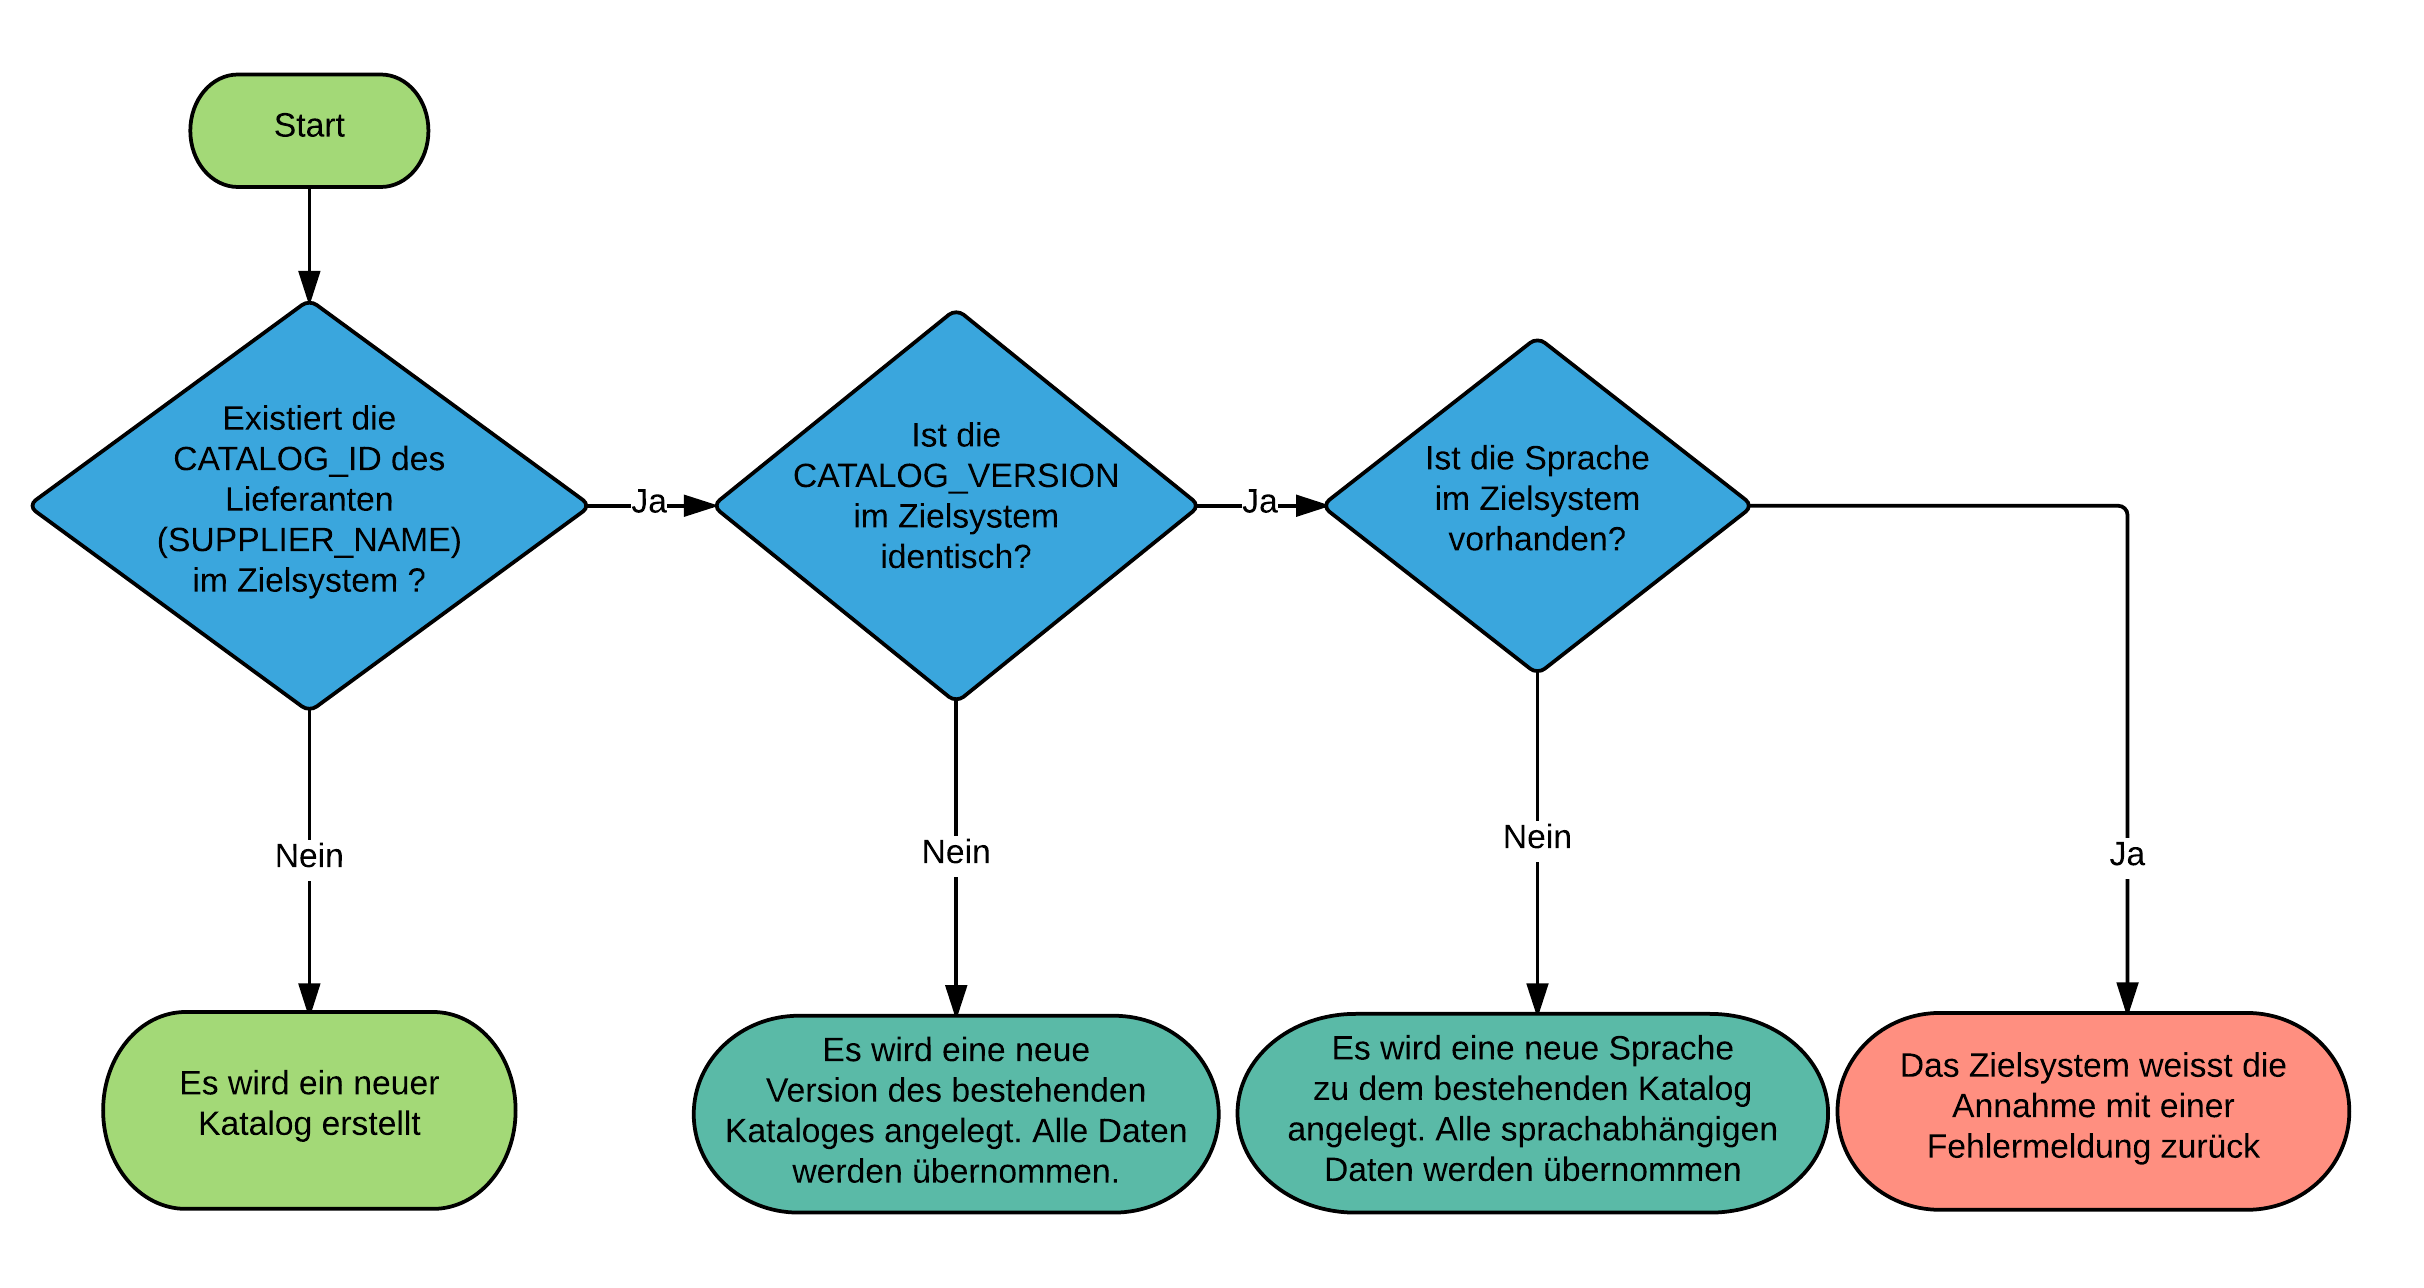 Start
Existiert die
CATALOG_ID des
Lieferanten
(SUPPLIER_NAME)
im Zielsystem ?
Ja
Ist die
CATALOG_VERSION
im Zielsystem
identisch?
Ja
Ist die Sprache
im Zielsystem
vorhanden?
Nein
Nein
Nein
Ja
Es wird ein neuer
Katalog erstellt
Es wird eine neue
Version des bestehenden
Kataloges angelegt. Alle Daten
werden übernommen.
Es wird eine neue Sprache
zu dem bestehenden Katalog
angelegt. Alle sprachabhängigen
Daten werden übernommen
Das Zielsystem weisst die
Annahme mit einer
Fehlermeldung zurück